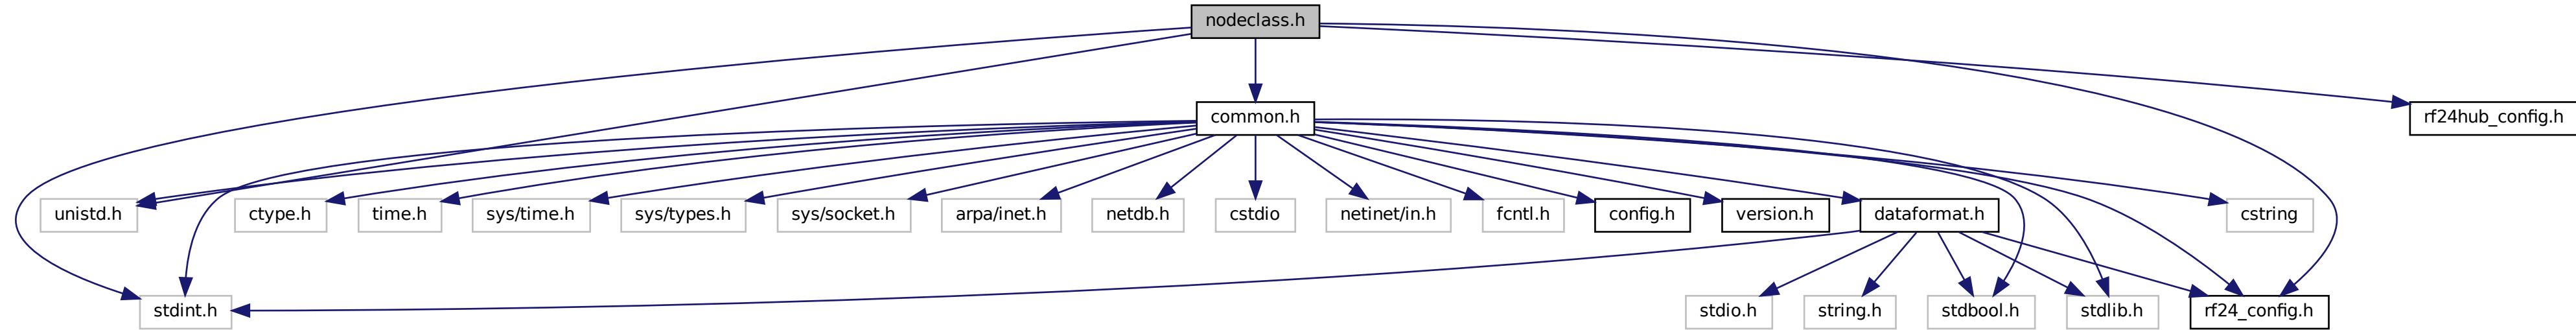 nodeclass.h
common.h
rf24hub_config.h
unistd.h
ctype.h
time.h
sys/time.h
sys/types.h
sys/socket.h
arpa/inet.h
netdb.h
cstdio
netinet/in.h
fcntl.h
config.h
version.h
dataformat.h
cstring
stdint.h
stdio.h
string.h
stdbool.h
stdlib.h
rf24_config.h